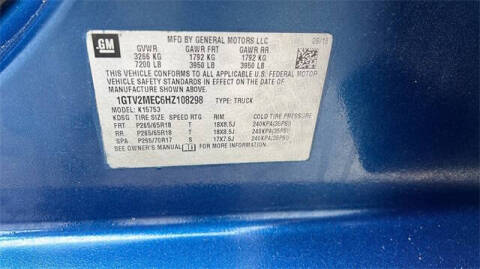 GM
MFD BY GENERAL MOTORS LLC
GVWR GAWR FRT GAWR RR
3266 KG 1792 KG 1792 KG
7200 LB 3950 LB 3950 LB
THIS VEHICLE CONFORMS TO ALL APPLICABLE U.S. FEDERAL MOTOR
VEHICLE SAFETY STANDARDS IN EFFECT ON THE DATE OF
MANUFACTURE SHOWN ABOVE.
1GTV2MEC6HZ108298 TYPE: TRUCK
MODEL: K15753
TIRE SIZE SPEED RTG RIM COLD TIRE PRESSURE
FRT P265/65R18 T 18X8.5J 240KPA(35PSI)
RR P265/65R18 T 18X8.5J 240KPA(35PSI)
SPA 240KPA(35PSI)
SEE OWNER'S MANUAL FOR MORE INFORMATION